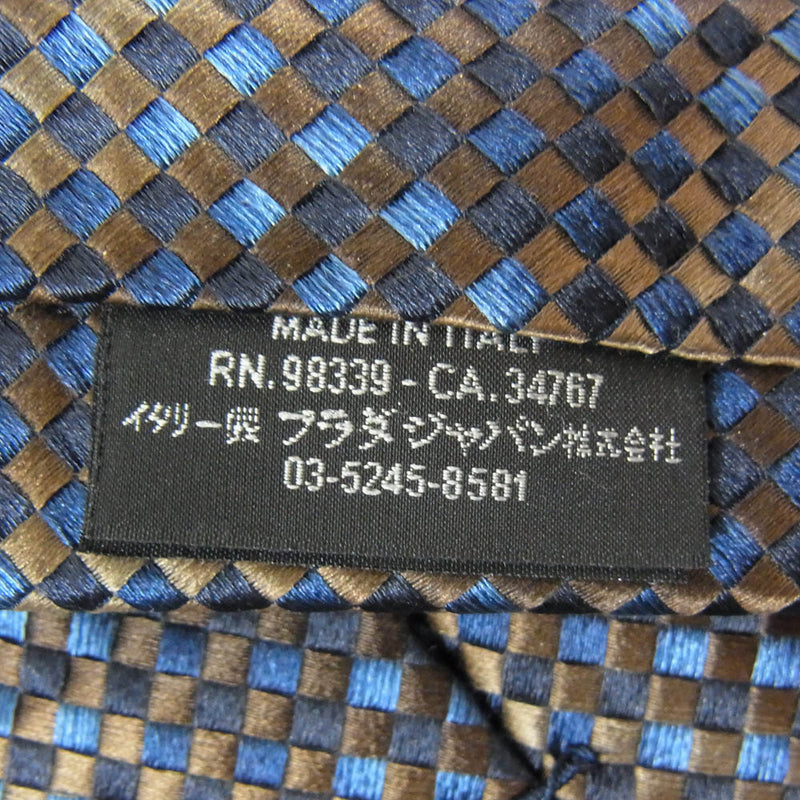 MADE IN ITALY
RN.98339 - CA.34767
イタリー製 プラダ ジャパン株式会社
03-5245-8581